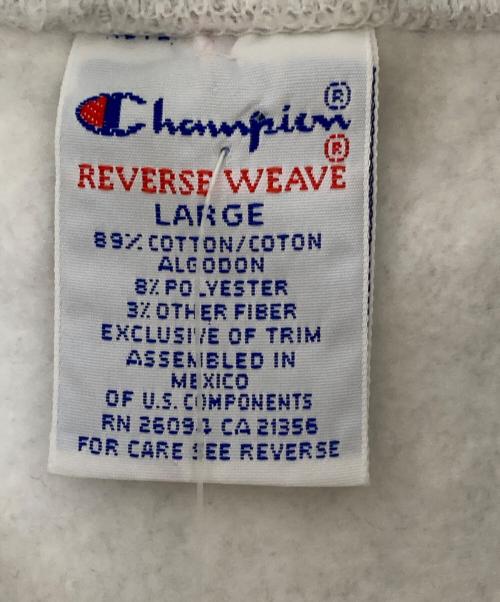 Champion ®
®
REVERSE WEAVE
LARGE
89% COTTON/COTON
ALGODON
8% POLYESTER
3% OTHER FIBER
EXCLUSIVE OF TRIM
ASSEMBLED IN
MEXICO
OF U.S. COMPONENTS
RN 26094 CA 21356
FOR CARE SEE REVERSE